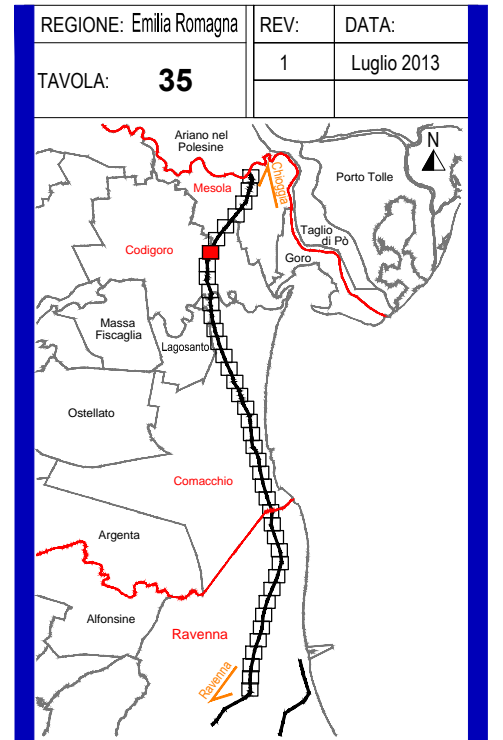 REGIONE: Emilia Romagna
REV:
DATA:
TAVOLA: 35
1
Luglio 2013
Ariano nel
Polesine
N
Mesola
Chioggia
Porto Tolle
Taglio
di Pò
Codigoro
Goro
Massa
Fiscaglia
Lagosanto
Ostellato
Comacchio
Argenta
Alfonsine
Ravenna
Ravenna